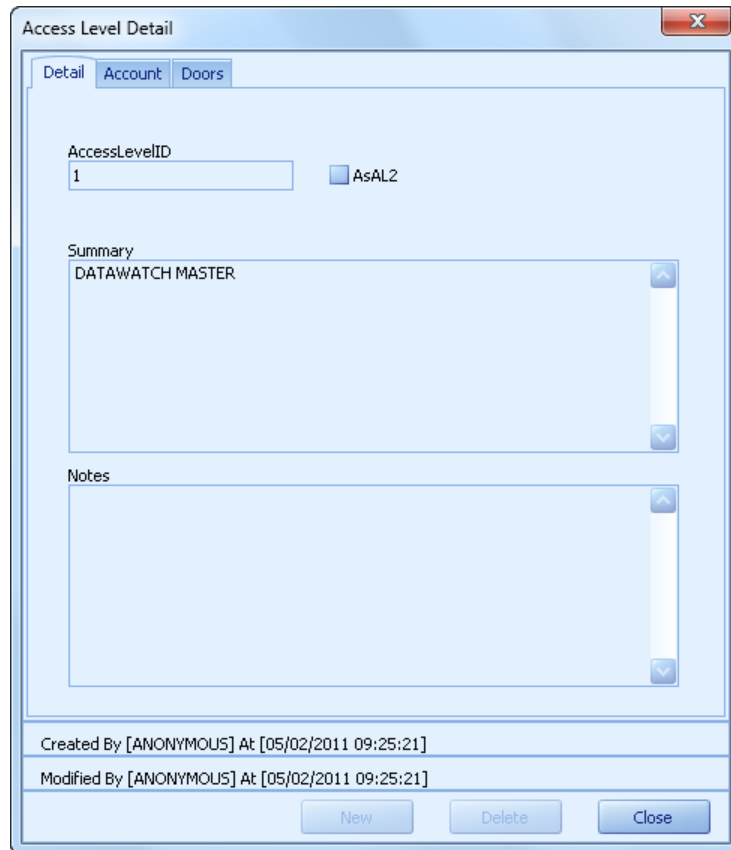 Access Level Detail
Detail Account Doors
AccessLevelID
1 AsAL2
Summary
DATAWATCH MASTER
Notes
Created By [ANONYMOUS] At [05/02/2011 09:25:21]
Modified By [ANONYMOUS] At [05/02/2011 09:25:21]
New Delete Close